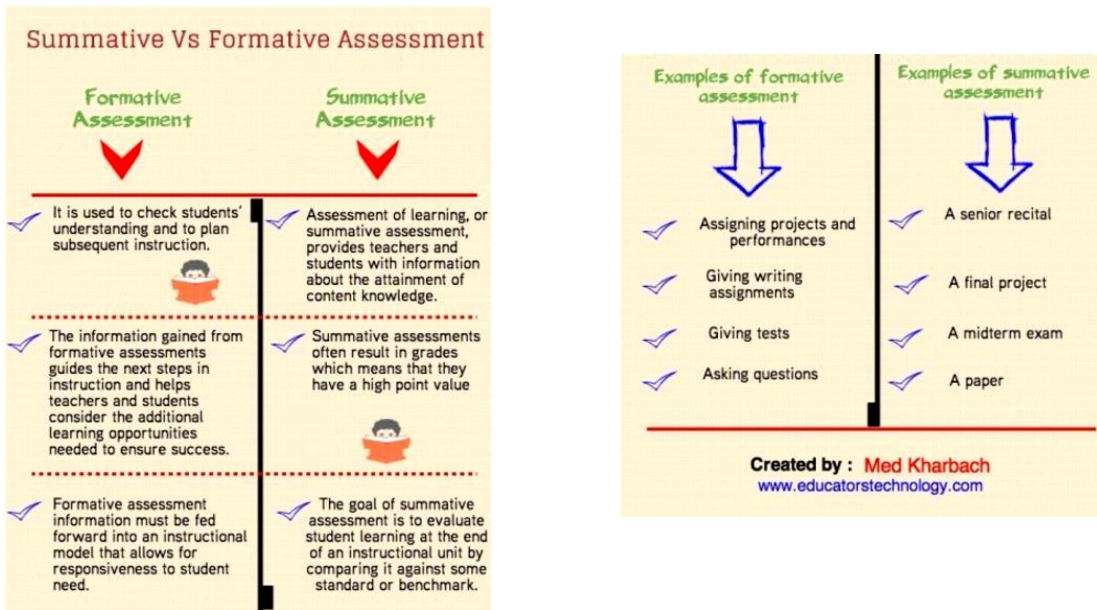 Summative Vs Formative Assessment
Formative
Assessment
It is used to check students'
understanding and to plan
subsequent instruction.
The information gained from
formative assessments
guides the next steps in
instruction and helps
teachers and students
consider the additional
learning opportunities
needed to ensure success.
Formative assessment
information must be fed
forward into an instructional
model that allows for
responsiveness to student
need.
Summative
Assessment
Assessment of learning, or
summative assessment,
provides teachers and
students with information
about the attainment of
content knowledge.
Summative assessments
often result in grades
which means that they
have a high point value
The goal of summative
assessment is to evaluate
student learning at the end
of an instructional unit by
comparing it against some
standard or benchmark.
Examples of formative
assessment
Assigning projects and
performances
Giving writing
assignments
Giving tests
Asking questions
Examples of summative
assessment
A senior recital
A final project
A midterm exam
A paper
Created by : Med Kharbach
www.educatorstechnology.com